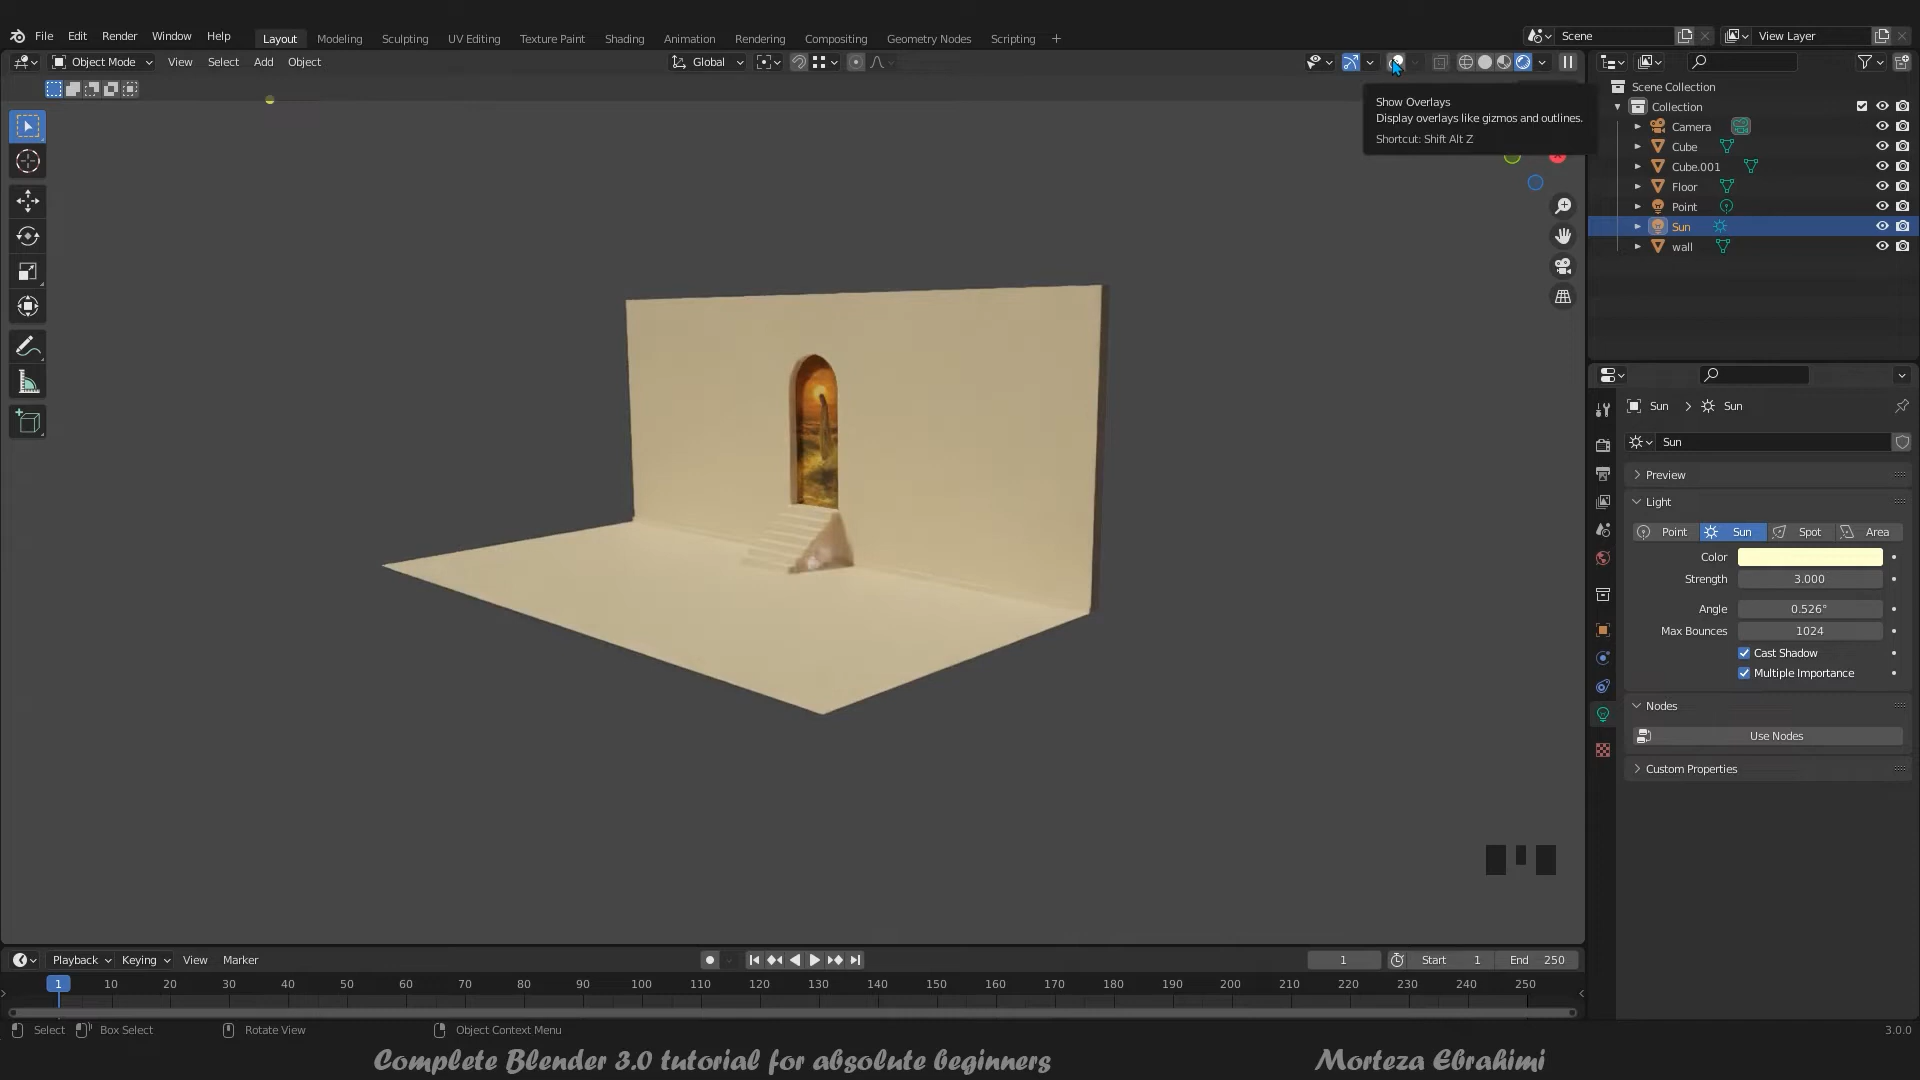 File Edit Render Window Help Layout Modeling Sculpting UV Editing Texture Paint Shading Animation Rendering Compositing Geometry Nodes Scripting + Scene View Layer
Object Mode View Select Add Object Global
Show Overlays
Display overlays like gizmos and outlines.
Shortcut: Shift Alt Z
Scene Collection
Collection
Camera
Cube
Cube.001
Floor
Point
Sun
wall
Sun > Sun
Sun
Preview
Light
Point Sun Spot Area
Color
Strength 3.000
Angle 0.526°
Max Bounces 1024
Cast Shadow
Multiple Importance
Nodes
Use Nodes
Custom Properties
Playback Keying View Marker 1 Start 1 End 250
1 10 20 30 40 50 60 70 80 90 100 110 120 130 140 150 160 170 180 190 200 210 220 230 240 250
Select Box Select Rotate View Object Context Menu 3.0.0
Complete Blender 3.0 tutorial for absolute beginners Morteza Ebrahimi